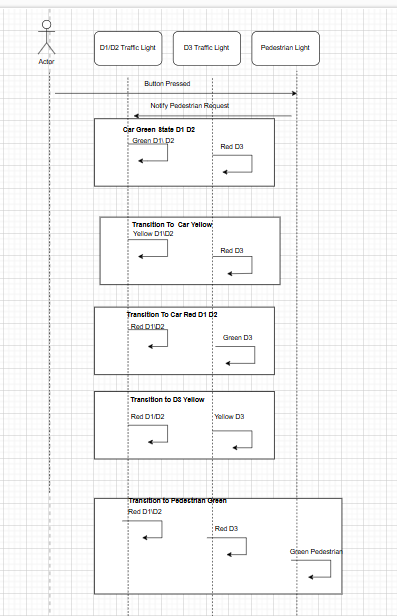 Actor
D1/D2 Traffic Light
D3 Traffic Light
Pedestrian Light
Button Pressed
Notify Pedestrian Request
Car Green State D1 D2
Green D1\D2
Red D3
Transition To Car Yellow
Yellow D1\D2
Red D3
Transition To Car Red D1 D2
Red D1\D2
Green D3
Transition to D3 Yellow
Red D1/D2
Yellow D3
Transition to Pedestrian Green
Red D1\D2
Red D3
Green Pedestrian